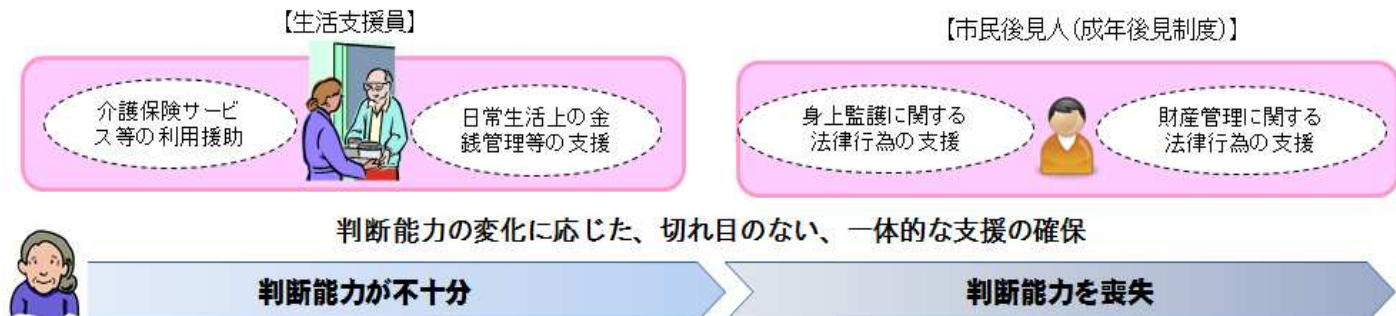 【生活支援員】
【市民後見人（成年後見制度）】
介護保険サービ
ス等の利用援助
日常生活上の金
銭管理等の支援
身上監護に関する
法律行為の支援
財産管理に関する
法律行為の支援
判断能力の変化に応じた、切れ目のない、一体的な支援の確保
判断能力が不十分
判断能力を喪失